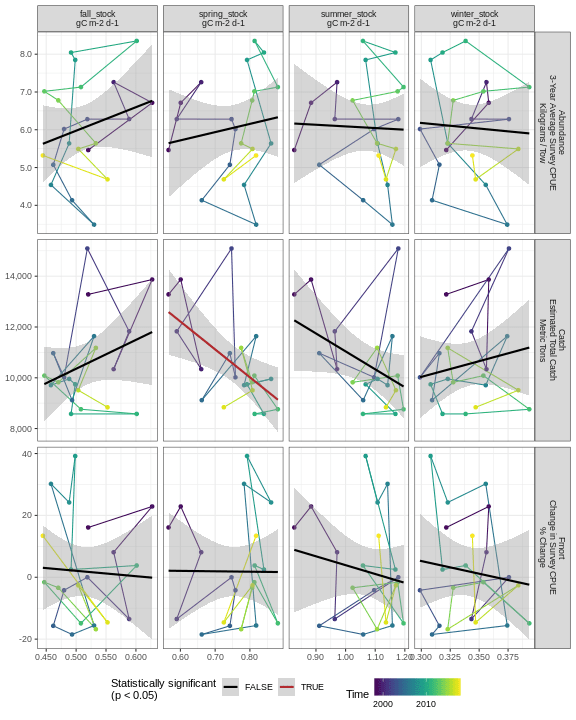 fall_stock
gC m-2 d-1
spring_stock
gC m-2 d-1
summer_stock
gC m-2 d-1
winter_stock
gC m-2 d-1
8.0
7.0
6.0
5.0
4.0
Abundance
3-Year Average Survey CPUE
Kilograms / Tow
14,000
12,000
10,000
8,000
Catch
Estimated Total Catch
Metric Tons
40
20
0
-20
Fmort
Change in Survey CPUE
% Change
0.450 0.500 0.550 0.600
0.60 0.70 0.80
0.90 1.00 1.10 1.20
0.300 0.325 0.350 0.375
Statistically significant
(p < 0.05)
FALSE
TRUE
Time
2000 2010